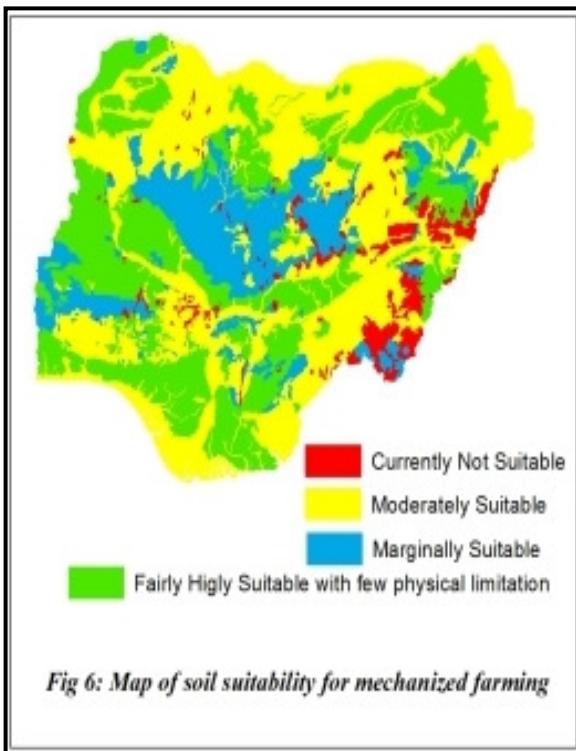 Currently Not Suitable
Moderately Suitable
Marginally Suitable
Fairly Higly Suitable with few physical limitation
Fig 6: Map of soil suitability for mechanized farming